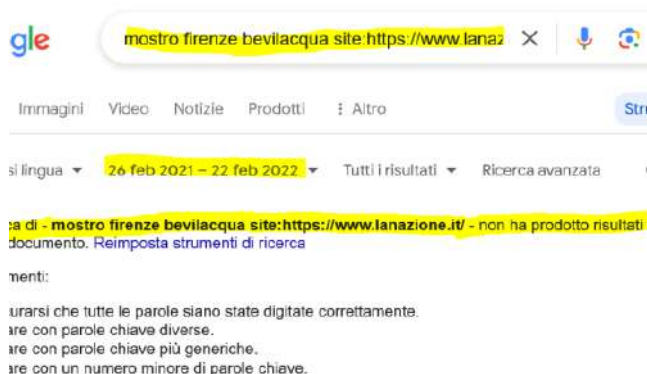 gle mostro firenze bevilacqua site:https://www.lanaz
Immagini Video Notizie Prodotti Altro Stru
si lingua 26 feb 2021 – 22 feb 2022 Tutti i risultati Ricerca avanzata
ca di - mostro firenze bevilacqua site:https://www.lanazione.it/ - non ha prodotto risultati
documento. Reimposta strumenti di ricerca
menti:
urarsi che tutte le parole siano state digitate correttamente.
are con parole chiave diverse.
are con parole chiave più generiche.
are con un numero minore di parole chiave.